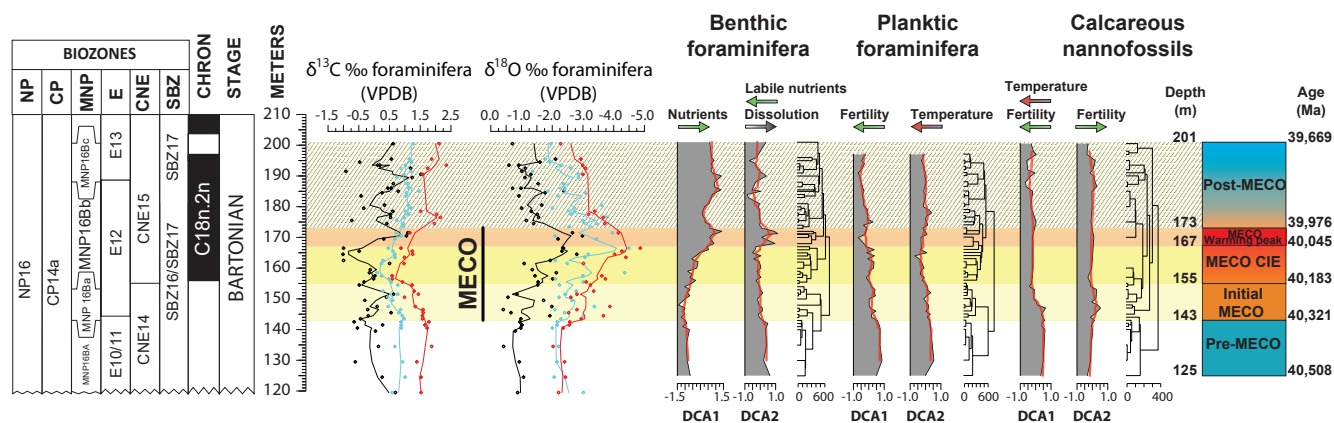 Benthic foraminifera
Planktic foraminifera
Calcareous nannofossils
BIOZONES
NP
CP
MNP
E
CNE
SBZ
CHRON
STAGE
METERS
δ13C ‰ foraminifera
(VPDB)
δ18O ‰ foraminifera
(VPDB)
Labile nutrients
Nutrients
Dissolution
Fertility
Temperature
Temperature
Fertility
Fertility
Depth
(m)
Age
(Ma)
-1.5 -0.5 0.5 1.5 2.5
0.0 -1.0 -2.0 -3.0 -4.0 -5.0
210
200
190
180
170
160
150
140
130
120
NP16
CP14a
MNP16Bc
MNP16Bb
MNP 16Ba
MNP16BA
E13
E12
E10/11
CNE15
CNE14
SBZ17
SBZ16/SBZ17
C18n.2n
BARTONIAN
MECO
201 39,669
Post-MECO
173 39,976
MECO
Warming peak
167 40,045
MECO CIE
155 40,183
Initial
MECO
143 40,321
Pre-MECO
125 40,508
-1.5 1.5
-1.0 1.0
0 600
-1.0 1.0
-1.0 1.0
0 600
-1.0 1.0
-1.0 1.0
0 400
DCA1 DCA2 DCA1 DCA2 DCA1 DCA2